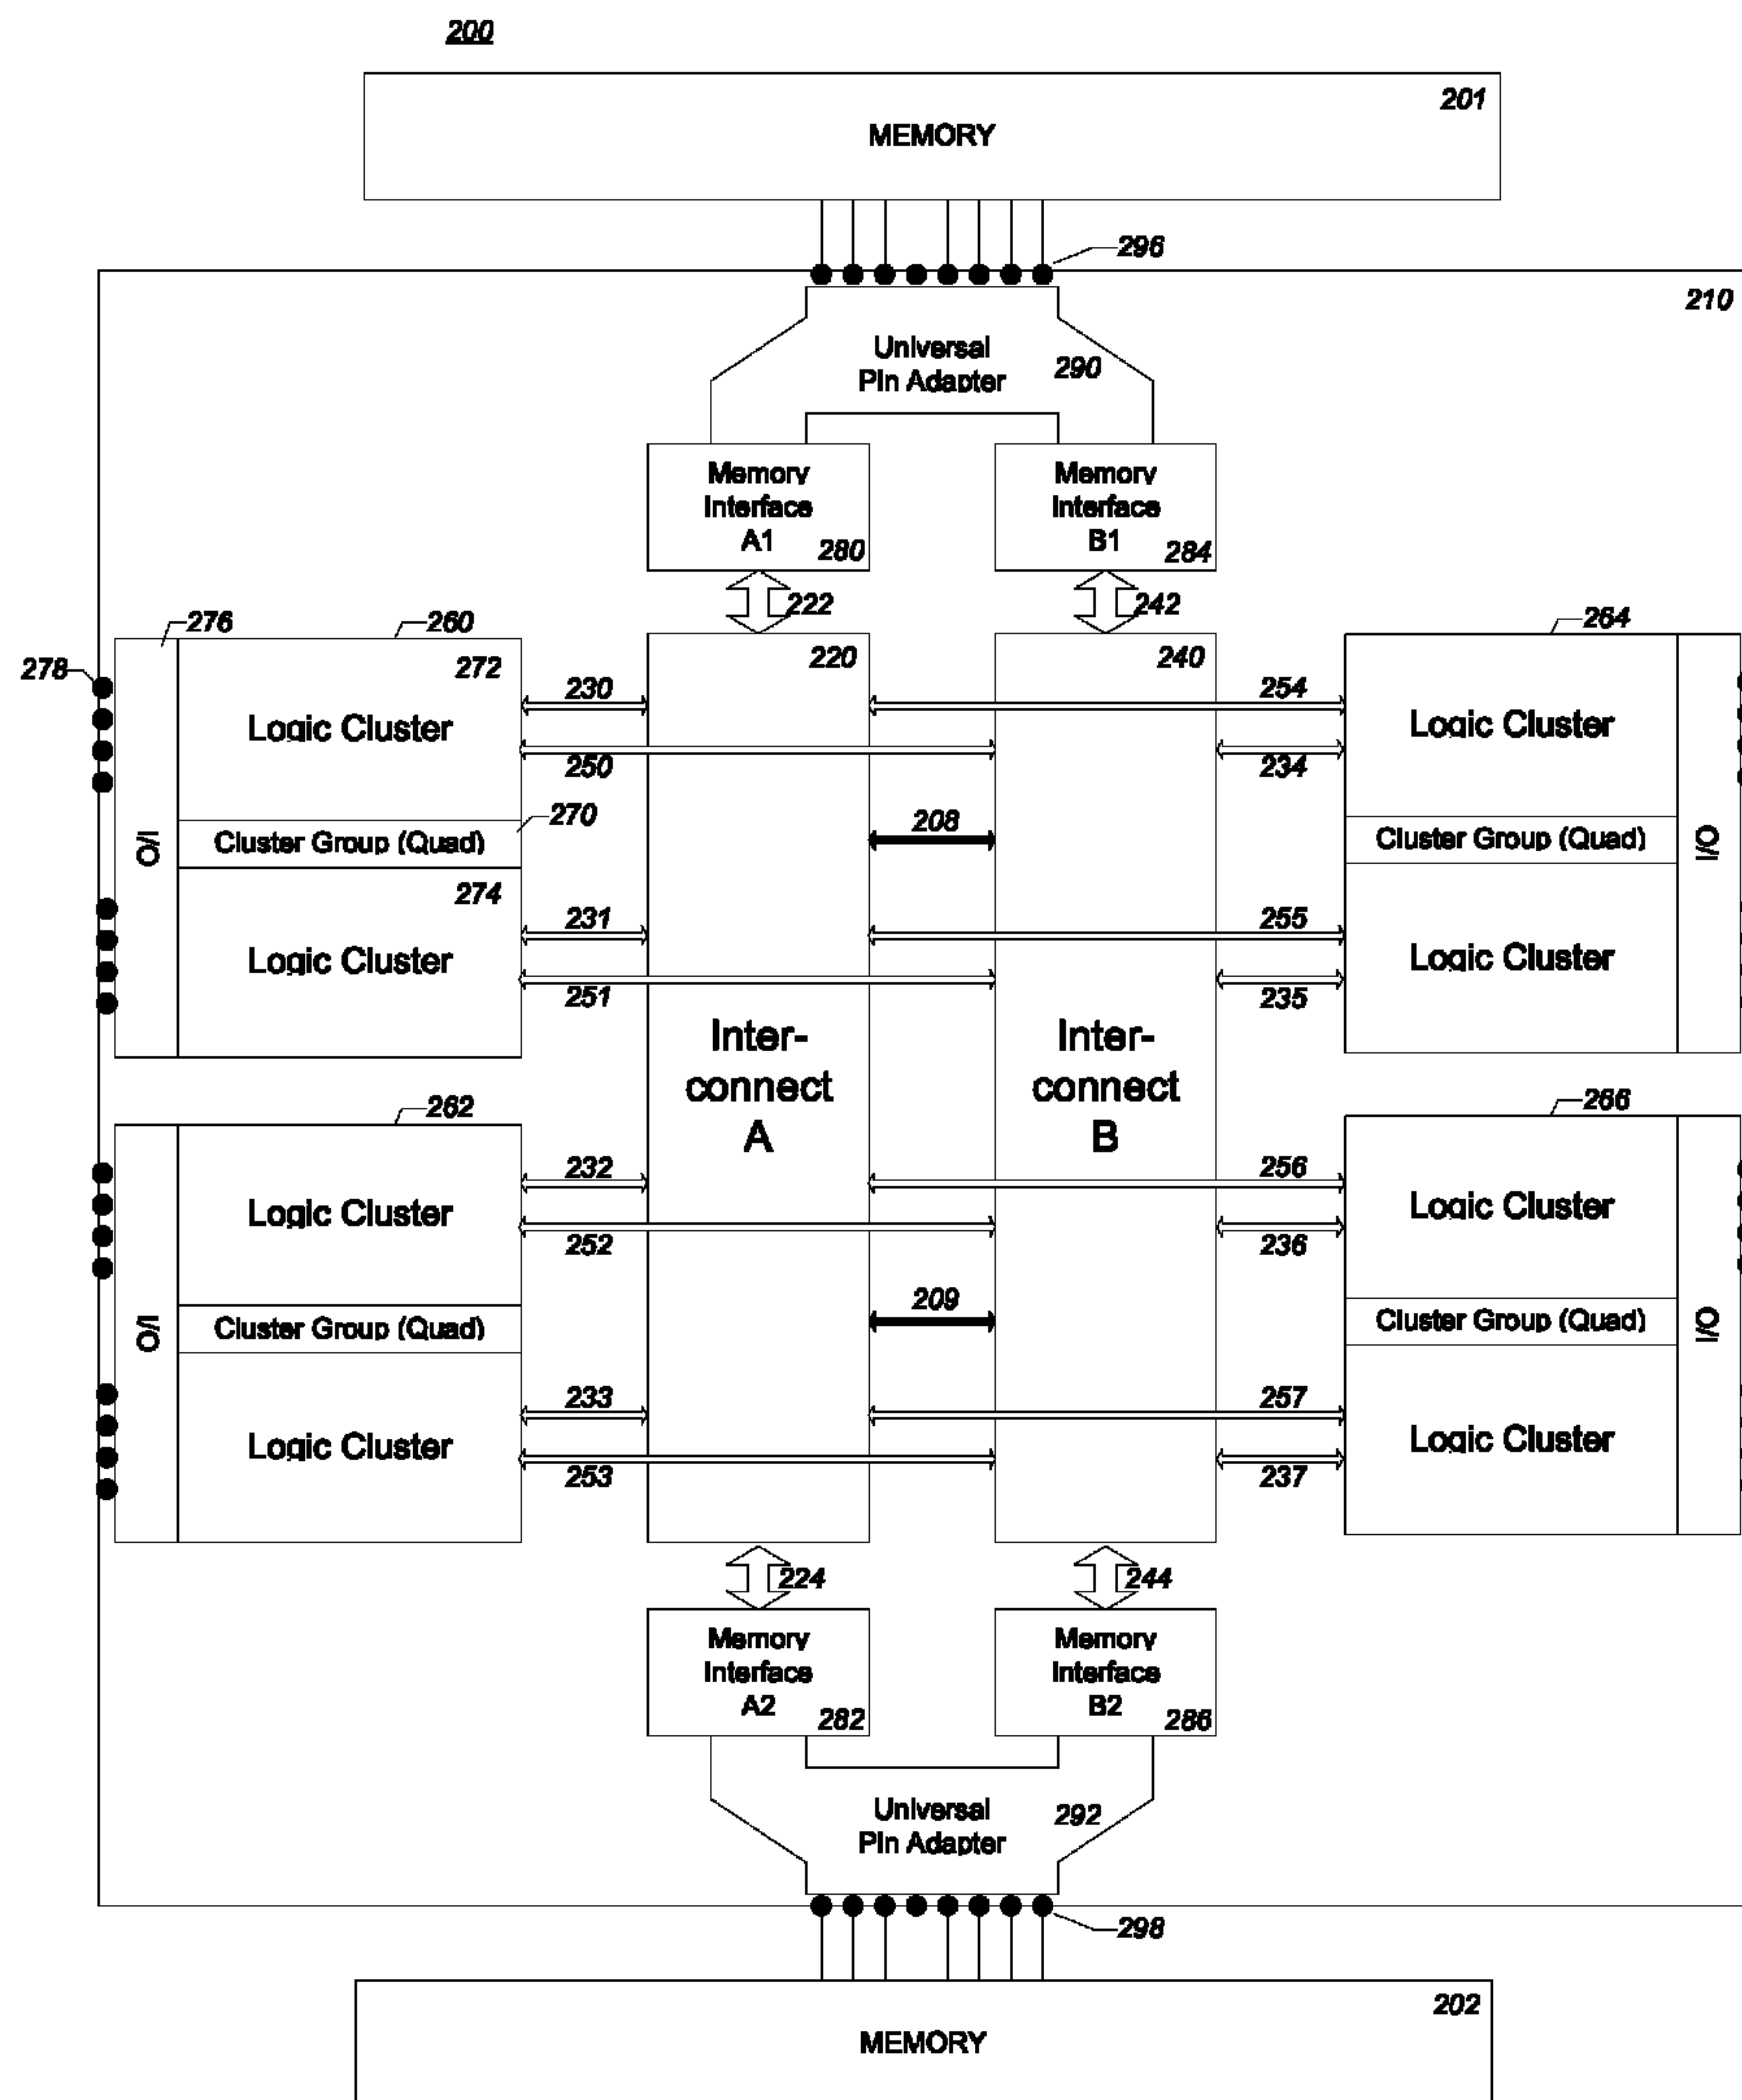 200
201
MEMORY
296
210
Universal
Pin Adapter
290
Memory
Interface
A1
280
Memory
Interface
B1
284
222
242
276
260
264
278
272
220
240
230
254
Logic Cluster
Logic Cluster
250
234
270
208
I/O
Cluster Group (Quad)
Cluster Group (Quad)
I/O
274
231
255
Logic Cluster
Logic Cluster
251
235
Inter-
connect
A
Inter-
connect
B
262
266
232
256
Logic Cluster
Logic Cluster
252
236
209
I/O
Cluster Group (Quad)
Cluster Group (Quad)
I/O
233
257
Logic Cluster
Logic Cluster
253
237
224
244
Memory
Interface
A2
282
Memory
Interface
B2
286
Universal
Pin Adapter
292
298
202
MEMORY